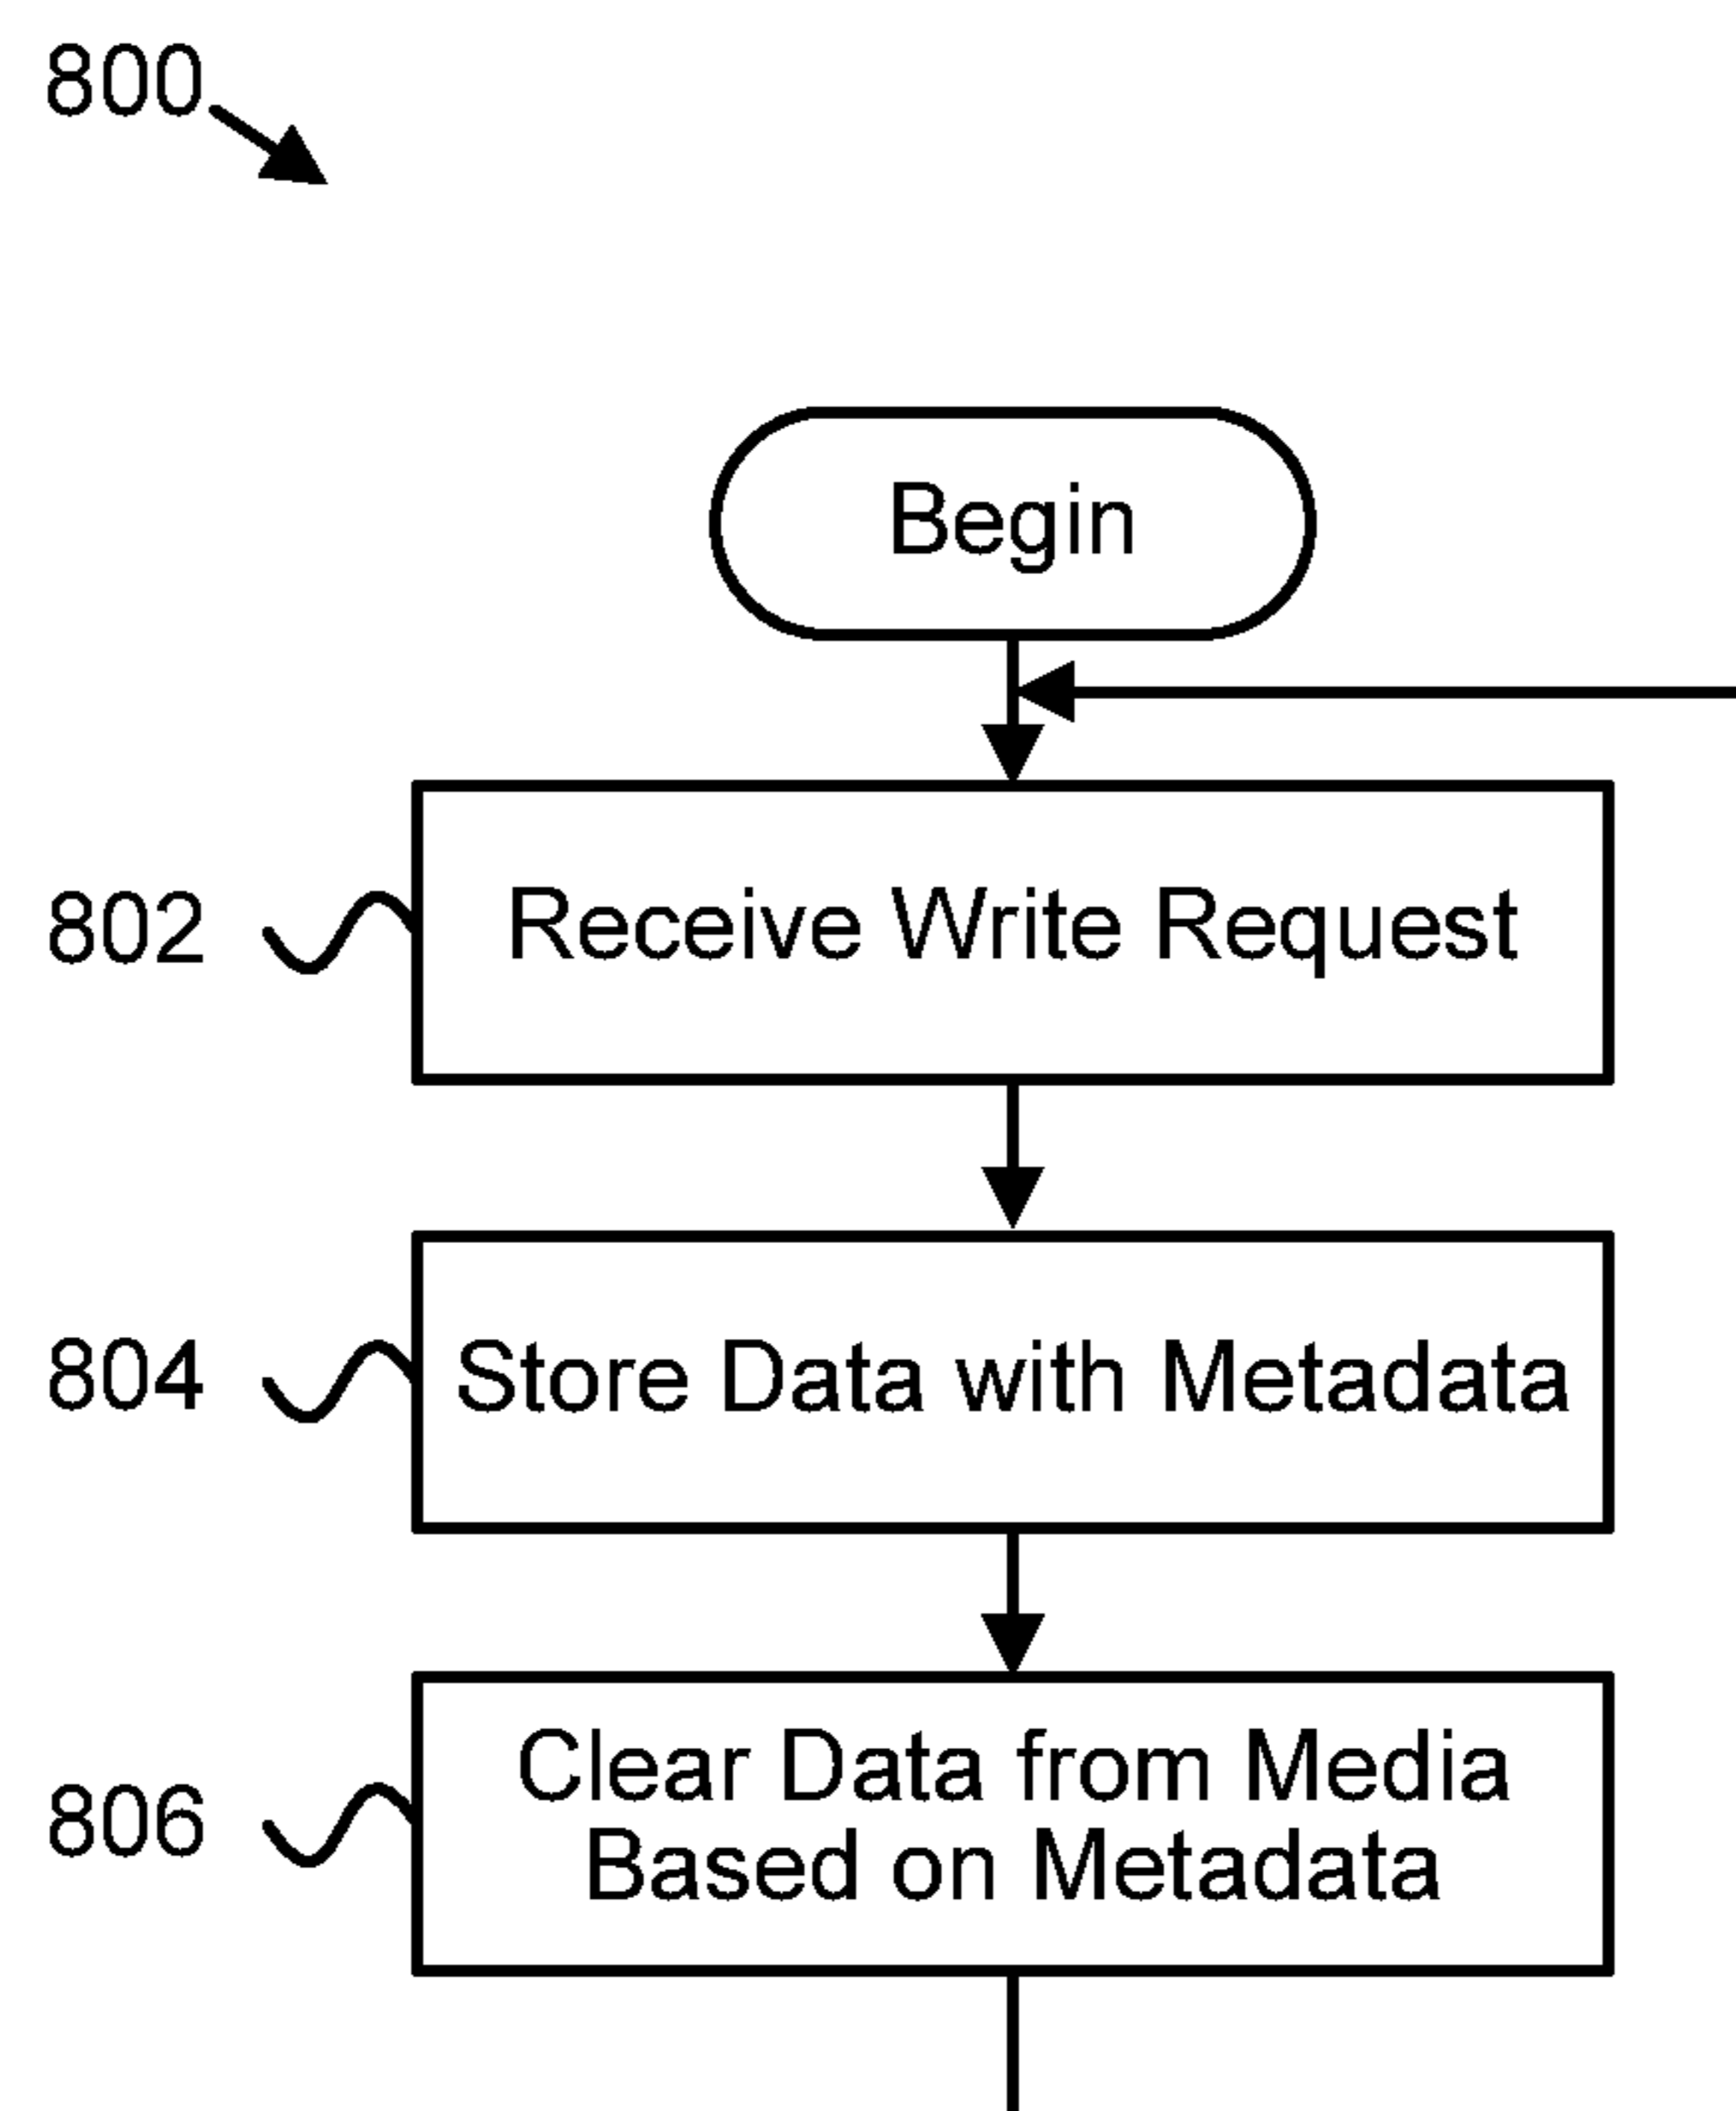 800
Begin
802
Receive Write Request
804
Store Data with Metadata
806
Clear Data from Media
Based on Metadata